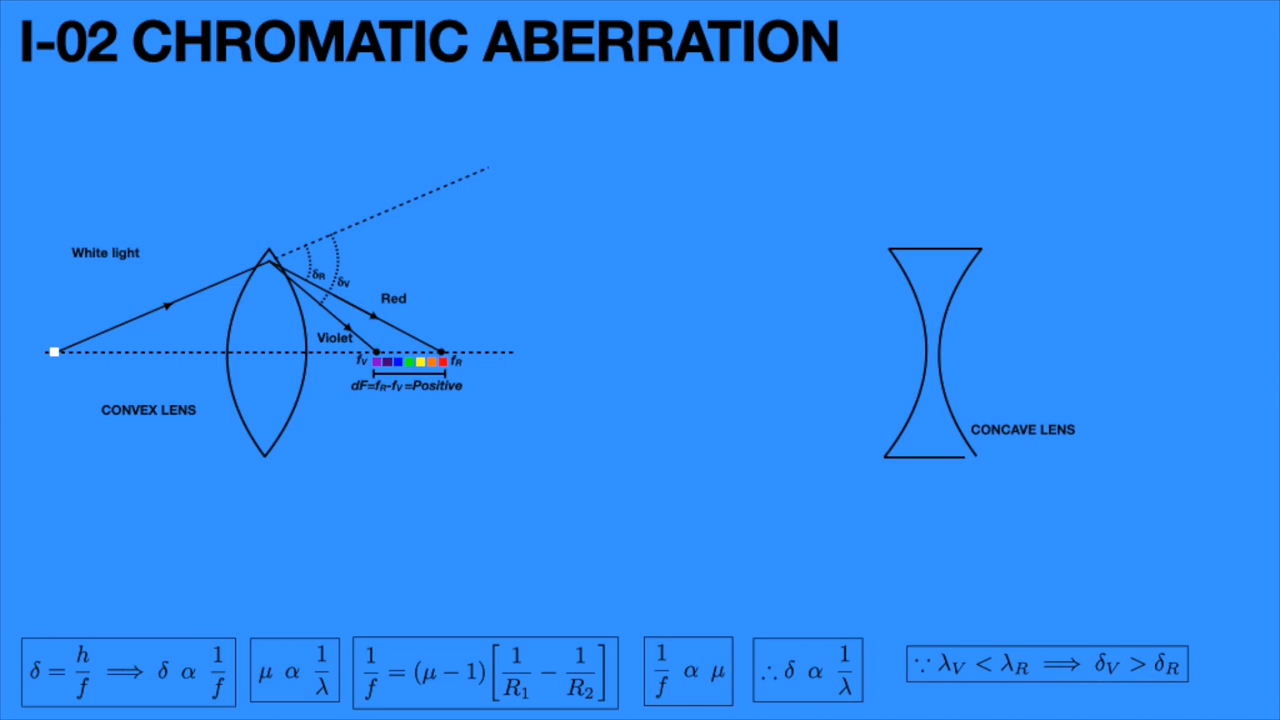 I-02 CHROMATIC ABERRATION
White light
δR
δV
Red
Violet
fV
fR
dF=fR-fV=Positive
CONVEX LENS
CONCAVE LENS
δ = h/f ⟹ δ α 1/f
μ α 1/λ
1/f = (μ − 1)[1/R₁ − 1/R₂]
1/f α μ
∴ δ α 1/λ
∵ λV < λR ⟹ δV > δR